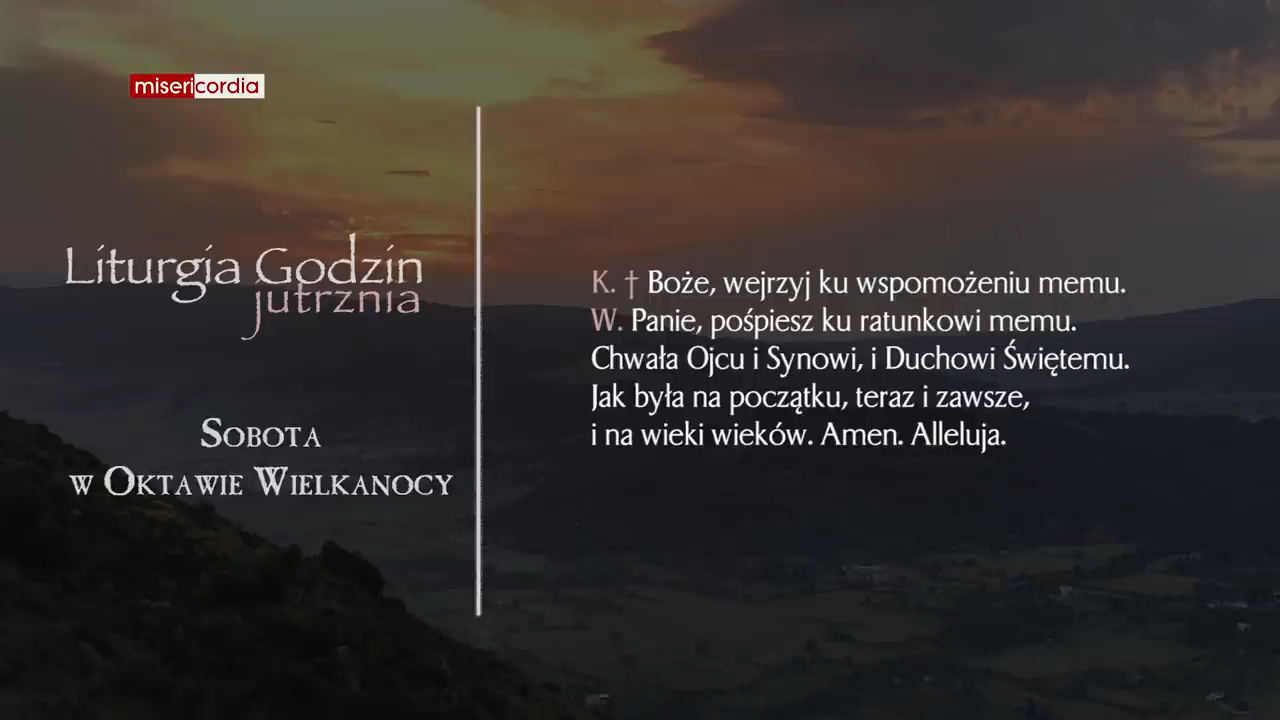 misericordia
Liturgia Godzin
jutrznia
Sobota
w Oktawie Wielkanocy
K. † Boże, wejrzyj ku wspomożeniu memu.
W. Panie, pośpiesz ku ratunkowi memu.
Chwała Ojcu i Synowi, i Duchowi Świętemu.
Jak była na początku, teraz i zawsze,
i na wieki wieków. Amen. Alleluja.